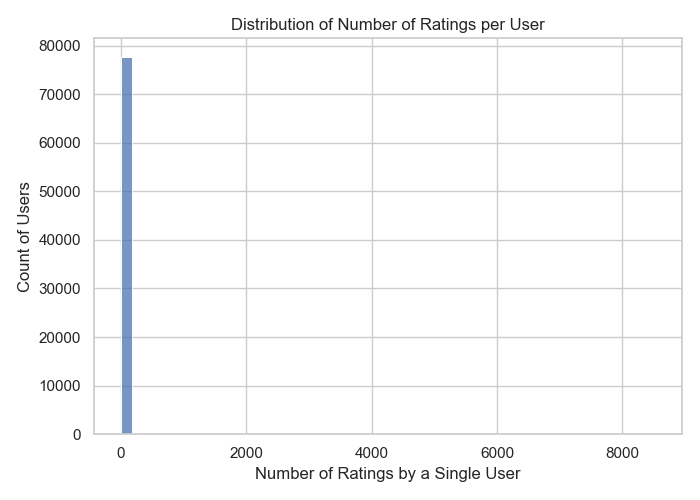 Distribution of Number of Ratings per User
80000
70000
60000
50000
40000
30000
20000
10000
0
Count of Users
0 2000 4000 6000 8000
Number of Ratings by a Single User